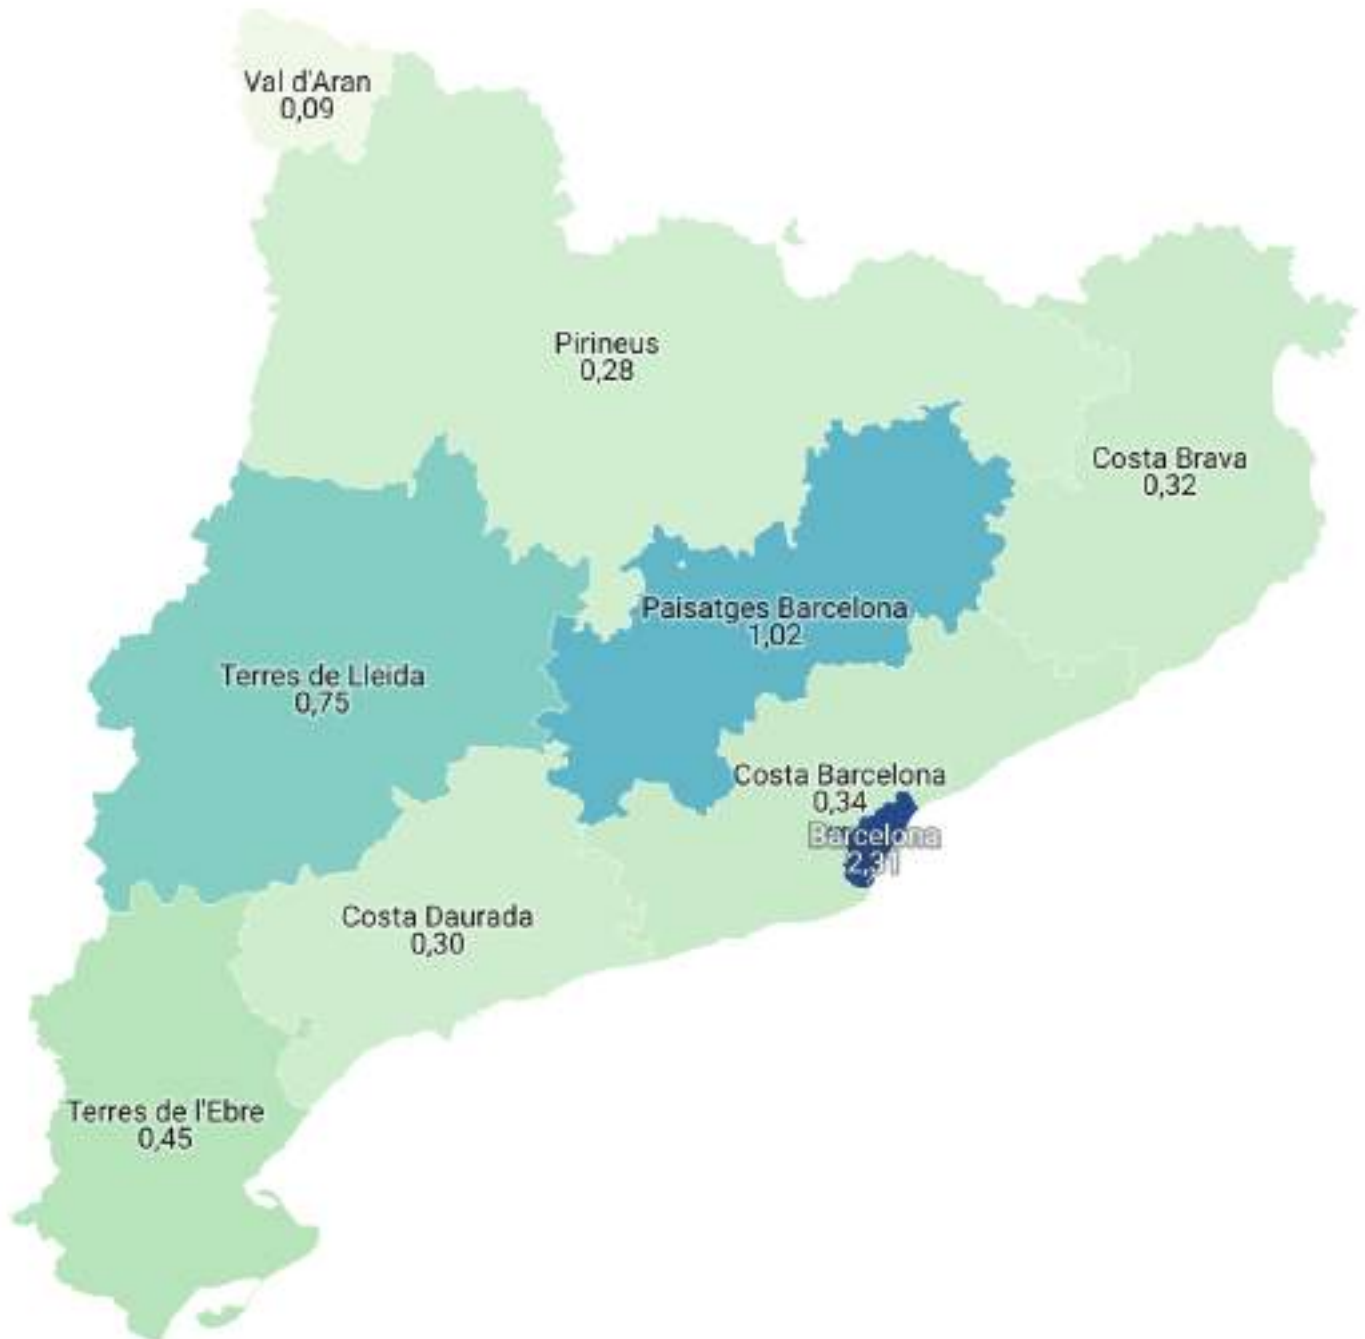 Val d'Aran
0,09
Pirineus
0,28
Costa Brava
0,32
Paisatges Barcelona
1,02
Terres de Lleida
0,75
Costa Barcelona
0,34
Barcelona
2,31
Costa Daurada
0,30
Terres de l'Ebre
0,45